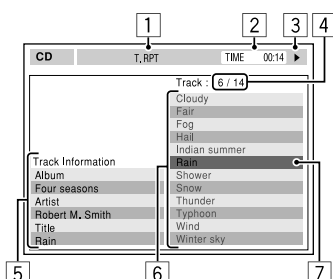 1 2 3 4
CD T. RPT TIME 00:14
Track : 6 / 14
Cloudy
Fair
Fog
Hail
Indian summer
Rain
Shower
Snow
Thunder
Typhoon
Wind
Winter sky
Track Information
Album
Four seasons
Artist
Robert M. Smith
Title
Rain
5 6 7